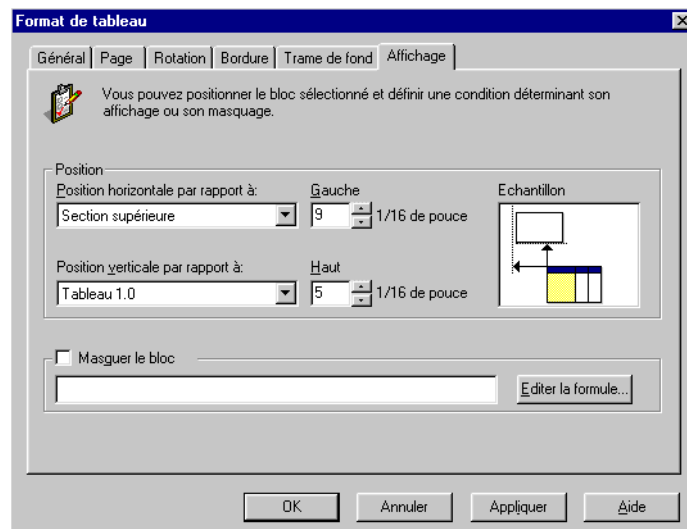 Format de tableau
Général Page Rotation Bordure Trame de fond Affichage
Vous pouvez positionner le bloc sélectionné et définir une condition déterminant son
affichage ou son masquage.
Position
Position horizontale par rapport à: Gauche Echantillon
Section supérieure 9 1/16 de pouce
Position verticale par rapport à: Haut
Tableau 1.0 5 1/16 de pouce
Masquer le bloc
Editer la formule...
OK Annuler Appliquer Aide